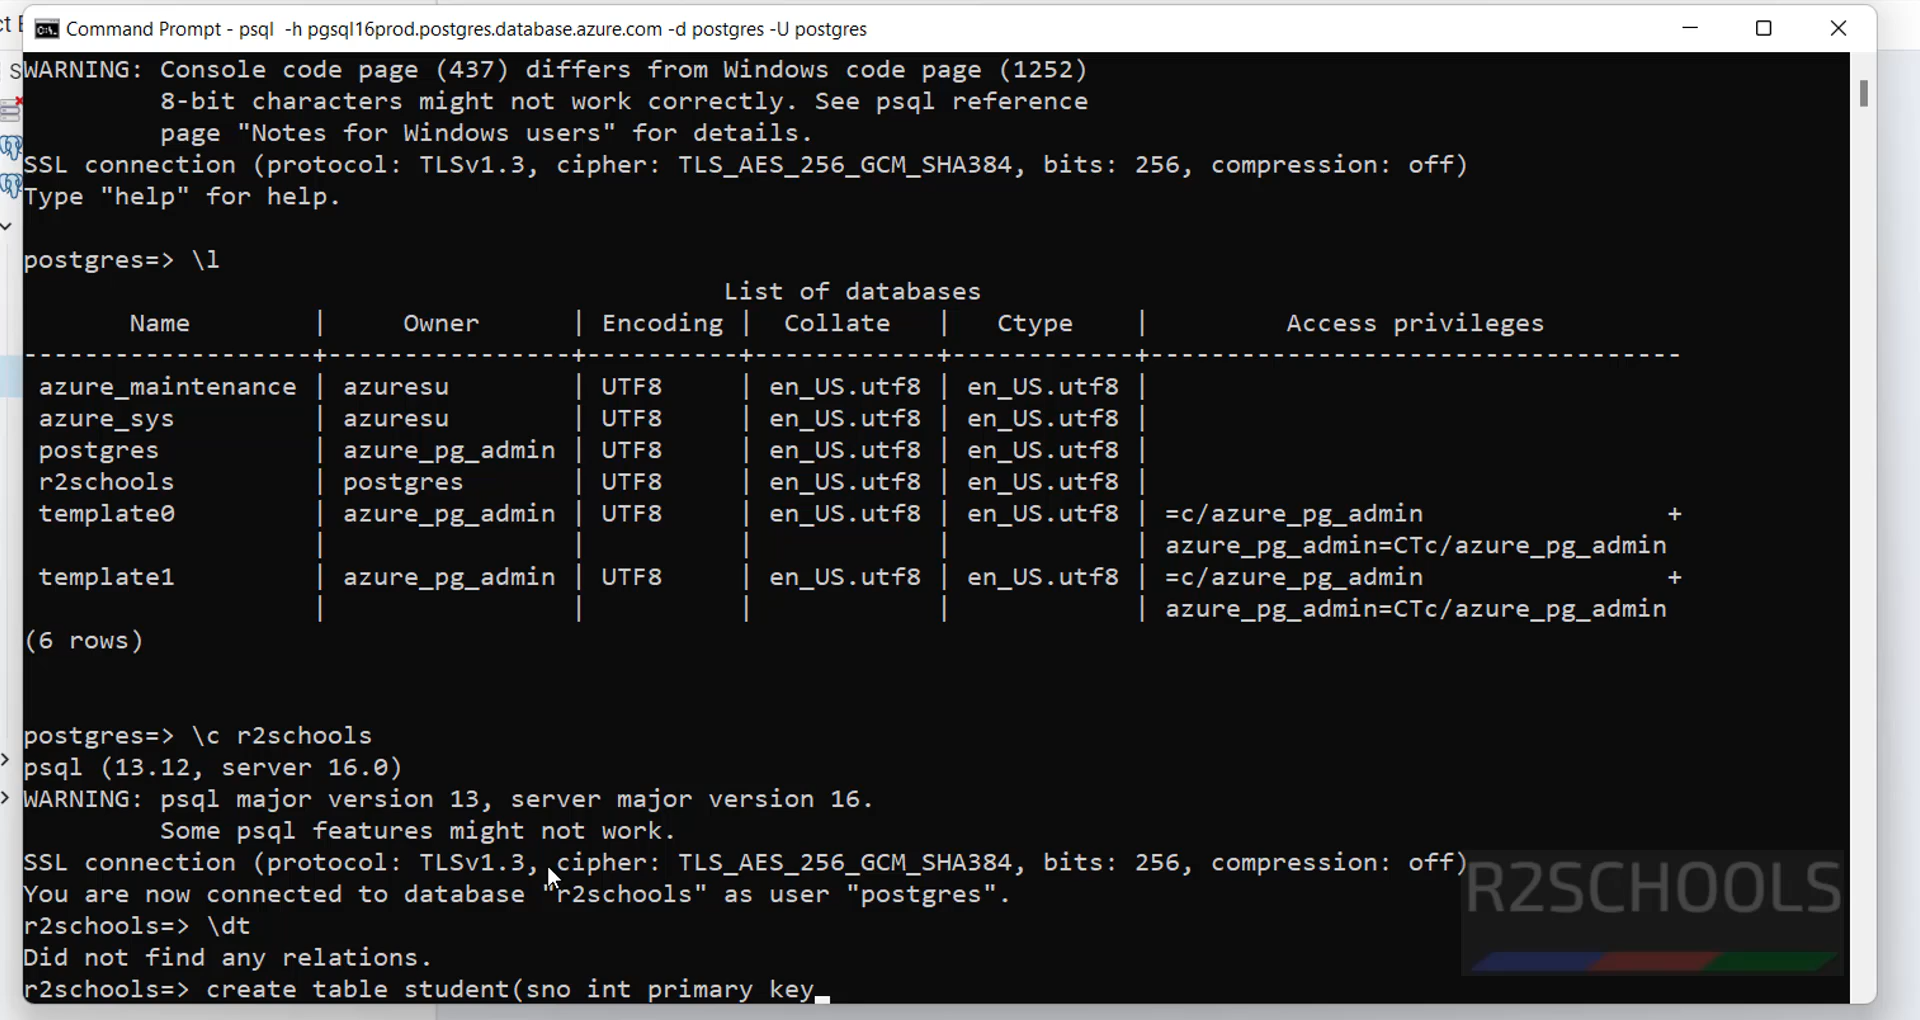 Command Prompt - psql -h pgsql16prod.postgres.database.azure.com -d postgres -U postgres
WARNING: Console code page (437) differs from Windows code page (1252)
         8-bit characters might not work correctly. See psql reference
         page "Notes for Windows users" for details.
SSL connection (protocol: TLSv1.3, cipher: TLS_AES_256_GCM_SHA384, bits: 256, compression: off)
Type "help" for help.
postgres=> \l
List of databases
Name | Owner | Encoding | Collate | Ctype | Access privileges
-------------------+----------------+----------+------------+------------+-----------------------------------
azure_maintenance | azuresu | UTF8 | en_US.utf8 | en_US.utf8 |
azure_sys | azuresu | UTF8 | en_US.utf8 | en_US.utf8 |
postgres | azure_pg_admin | UTF8 | en_US.utf8 | en_US.utf8 |
r2schools | postgres | UTF8 | en_US.utf8 | en_US.utf8 |
template0 | azure_pg_admin | UTF8 | en_US.utf8 | en_US.utf8 | =c/azure_pg_admin +
| | | | | azure_pg_admin=CTc/azure_pg_admin
template1 | azure_pg_admin | UTF8 | en_US.utf8 | en_US.utf8 | =c/azure_pg_admin +
| | | | | azure_pg_admin=CTc/azure_pg_admin
(6 rows)
postgres=> \c r2schools
psql (13.12, server 16.0)
WARNING: psql major version 13, server major version 16.
         Some psql features might not work.
SSL connection (protocol: TLSv1.3, cipher: TLS_AES_256_GCM_SHA384, bits: 256, compression: off)
You are now connected to database "r2schools" as user "postgres".
r2schools=> \dt
Did not find any relations.
r2schools=> create table student(sno int primary key
R2SCHOOLS